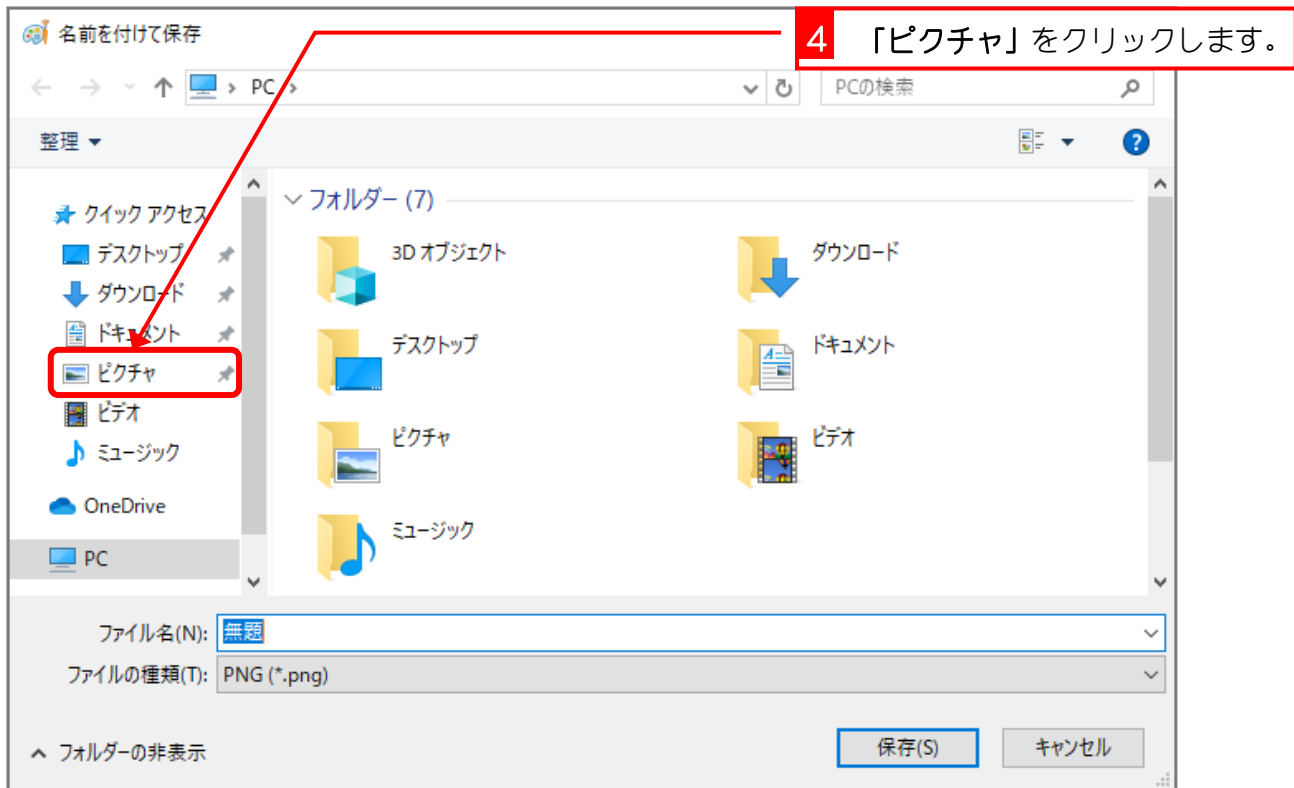 名前を付けて保存
4 「ピクチャ」をクリックします。
PC
PCの検索
整理
クイック アクセス
デスクトップ
ダウンロード
ドキュメント
ピクチャ
ビデオ
ミュージック
OneDrive
PC
フォルダー (7)
3D オブジェクト
ダウンロード
デスクトップ
ドキュメント
ピクチャ
ビデオ
ミュージック
ファイル名(N): 無題
ファイルの種類(T): PNG (*.png)
フォルダーの非表示
保存(S)
キャンセル